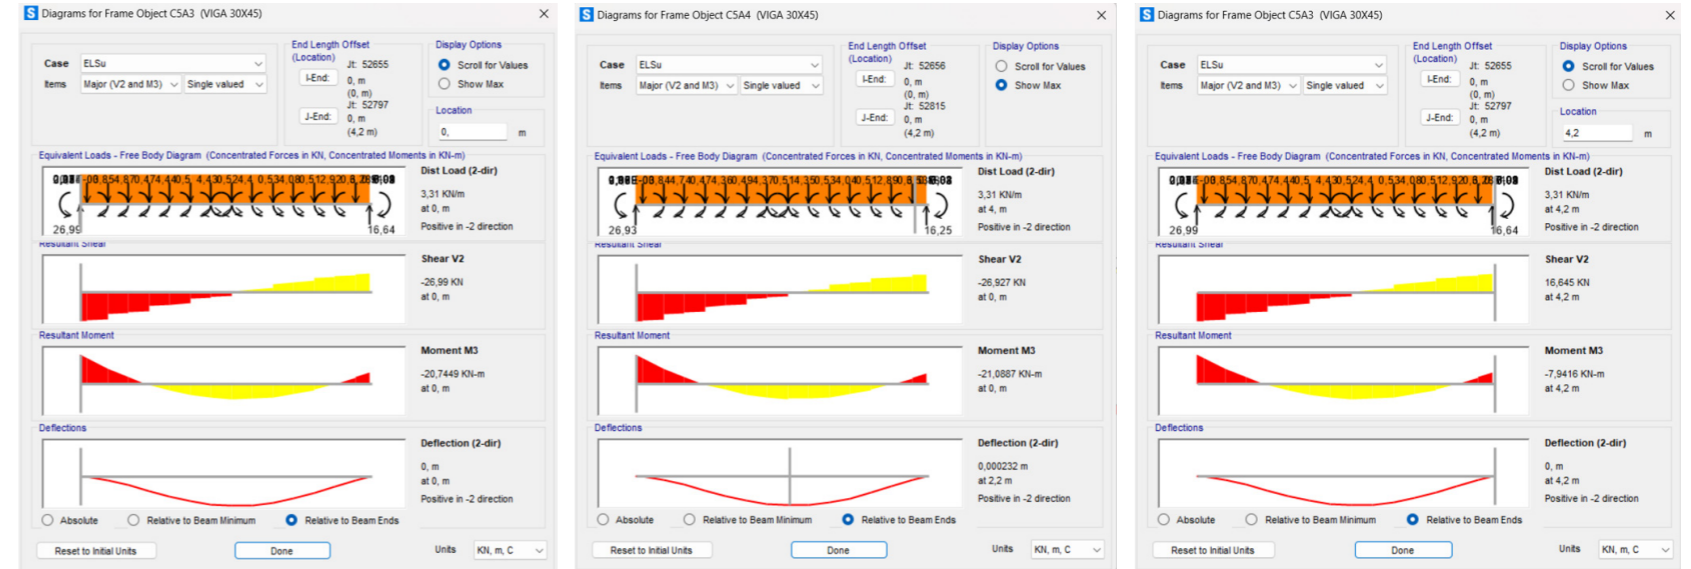 Diagrams for Frame Object C5A3 (VIGA 30X45)
Case ELSu
Items Major (V2 and M3) Single valued
End Length Offset
(Location)
Jt: 52655
I-End: 0, m
(0, m)
Jt: 52797
J-End: 0, m
(4,2 m)
Display Options
Scroll for Values
Show Max
Location
0, m
Equivalent Loads - Free Body Diagram (Concentrated Forces in KN, Concentrated Moments in KN-m)
26,99
16,64
Dist Load (2-dir)
3,31 KN/m
at 0, m
Positive in -2 direction
Resultant Shear
Shear V2
-26,99 KN
at 0, m
Resultant Moment
Moment M3
-20,7449 KN-m
at 0, m
Deflections
Deflection (2-dir)
0, m
at 0, m
Positive in -2 direction
Absolute Relative to Beam Minimum Relative to Beam Ends
Reset to Initial Units Done Units KN, m, C
Diagrams for Frame Object C5A4 (VIGA 30X45)
Case ELSu
Items Major (V2 and M3) Single valued
End Length Offset
(Location)
Jt: 52656
I-End: 0, m
(0, m)
Jt: 52815
J-End: 0, m
(4,2 m)
Display Options
Scroll for Values
Show Max
Equivalent Loads - Free Body Diagram (Concentrated Forces in KN, Concentrated Moments in KN-m)
26,93
16,25
Dist Load (2-dir)
3,31 KN/m
at 4, m
Positive in -2 direction
Resultant Shear
Shear V2
-26,927 KN
at 0, m
Resultant Moment
Moment M3
-21,0887 KN-m
at 0, m
Deflections
Deflection (2-dir)
0,000232 m
at 2,2 m
Positive in -2 direction
Absolute Relative to Beam Minimum Relative to Beam Ends
Reset to Initial Units Done Units KN, m, C
Diagrams for Frame Object C5A3 (VIGA 30X45)
Case ELSu
Items Major (V2 and M3) Single valued
End Length Offset
(Location)
Jt: 52655
I-End: 0, m
(0, m)
Jt: 52797
J-End: 0, m
(4,2 m)
Display Options
Scroll for Values
Show Max
Location
4,2 m
Equivalent Loads - Free Body Diagram (Concentrated Forces in KN, Concentrated Moments in KN-m)
26,99
16,64
Dist Load (2-dir)
3,31 KN/m
at 4,2 m
Positive in -2 direction
Resultant Shear
Shear V2
16,645 KN
at 4,2 m
Resultant Moment
Moment M3
-7,9416 KN-m
at 4,2 m
Deflections
Deflection (2-dir)
0, m
at 4,2 m
Positive in -2 direction
Absolute Relative to Beam Minimum Relative to Beam Ends
Reset to Initial Units Done Units KN, m, C